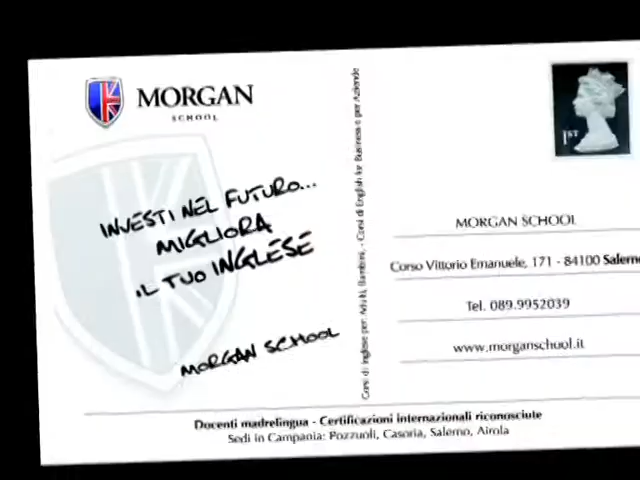 MORGAN
SCHOOL
INVESTI NEL FUTURO...
MIGLIORA
IL TUO INGLESE
MORGAN SCHOOL
Corsi di Inglese per: Adulti, Bambini, - Corsi di English for Business e per Aziende
1ST
MORGAN SCHOOL
Corso Vittorio Emanuele, 171 - 84100 Salerno
Tel. 089.9952039
www.morganschool.it
Docenti madrelingua - Certificazioni internazionali riconosciute
Sedi in Campania: Pozzuoli, Casoria, Salerno, Airola